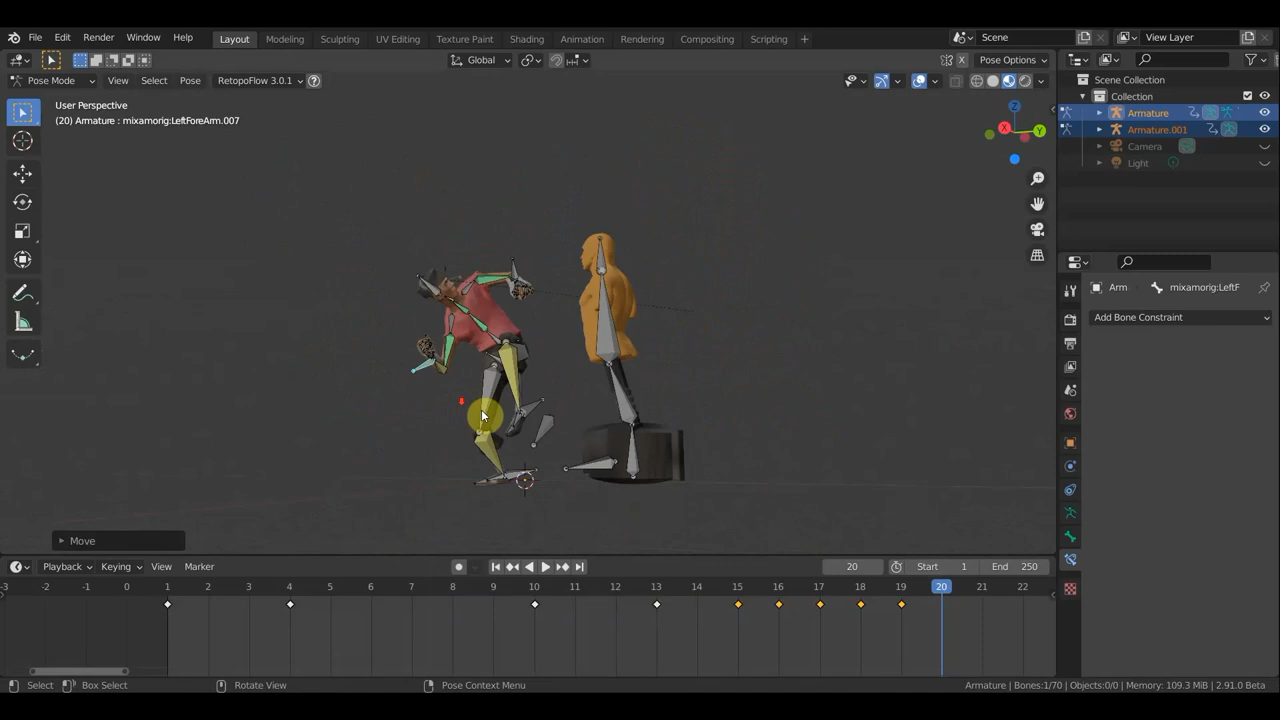 File Edit Render Window Help Layout Modeling Sculpting UV Editing Texture Paint Shading Animation Rendering Compositing Scripting + Scene View Layer
Global X Pose Options
Pose Mode View Select Pose RetopoFlow 3.0.1 ?
User Perspective
(20) Armature : mixamorig:LeftForeArm.007
Z
X Y
Scene Collection
Collection
Armature
Armature.001
Camera
Light
Arm mixamorig:LeftF
Add Bone Constraint
Move
Playback Keying View Marker 20 Start 1 End 250
-3 -2 -1 0 1 2 3 4 5 6 7 8 9 10 11 12 13 14 15 16 17 18 19 20 21 22
Select Box Select Rotate View Pose Context Menu Armature | Bones:1/70 | Objects:0/0 | Memory: 109.3 MiB | 2.91.0 Beta